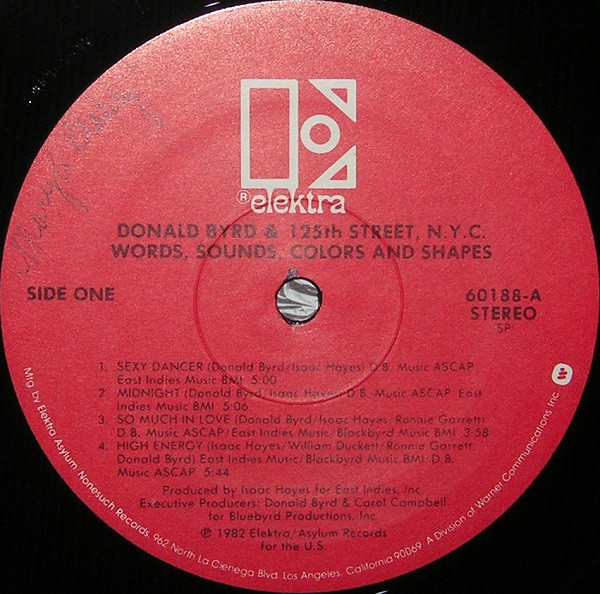 ® elektra
DONALD BYRD & 125th STREET, N.Y.C.
WORDS, SOUNDS, COLORS AND SHAPES
SIDE ONE
60188-A
STEREO
SP
1. SEXY DANCER (Donald Byrd/Isaac Hayes) D.B. Music ASCAP
East Indies Music BMI 5:00
2. MIDNIGHT (Donald Byrd/Isaac Hayes) D.B. Music ASCAP East
Indies Music BMI 5:06
3. SO MUCH IN LOVE (Donald Byrd/Isaac Hayes, Ronnie Garrett)
D.B. Music ASCAP/East Indies Music/Blackbyrd Music BMI 3:58
4. HIGH ENERGY (Isaac Hayes/William Duckett/Ronnie Garrett
Donald Byrd) East Indies Music/Blackbyrd Music BMI D.B.
Music ASCAP 5:44
Produced by Isaac Hayes for East Indies, Inc.
Executive Producers: Donald Byrd & Carol Campbell
for Bluebyrd Productions, Inc.
℗ 1982 Elektra/Asylum Records
for the U.S.
Mfg by Elektra Asylum Nonesuch Records, 962 North La Cienega Blvd. Los Angeles, California 90069. A Division of Warner Communications Inc.